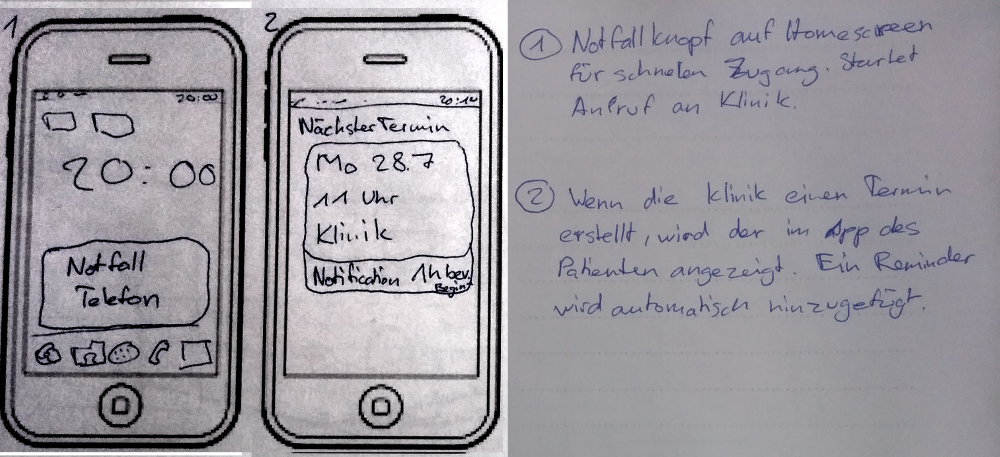 1
20:00
20:00
Notfall
Telefon
2
20:10
Nächster Termin
Mo 28.7
11 Uhr
Klinik
Notification 1h bev.
Begin
① Notfallknopf auf Homescreen
für schnellen Zugang. Startet
Anruf an Klinik.
② Wenn die Klinik einen Termin
erstellt, wird der im App des
Patienten angezeigt. Ein Reminder
wird automatisch hinzugefügt.